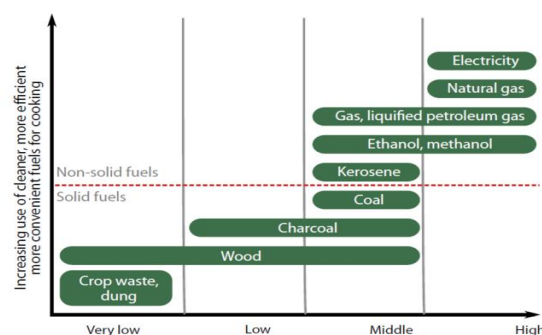 Increasing use of cleaner, more efficient
more convenient fuels for cooking
Electricity
Natural gas
Gas, liquified petroleum gas
Ethanol, methanol
Non-solid fuels
Kerosene
Solid fuels
Coal
Charcoal
Wood
Crop waste,
dung
Very low
Low
Middle
High